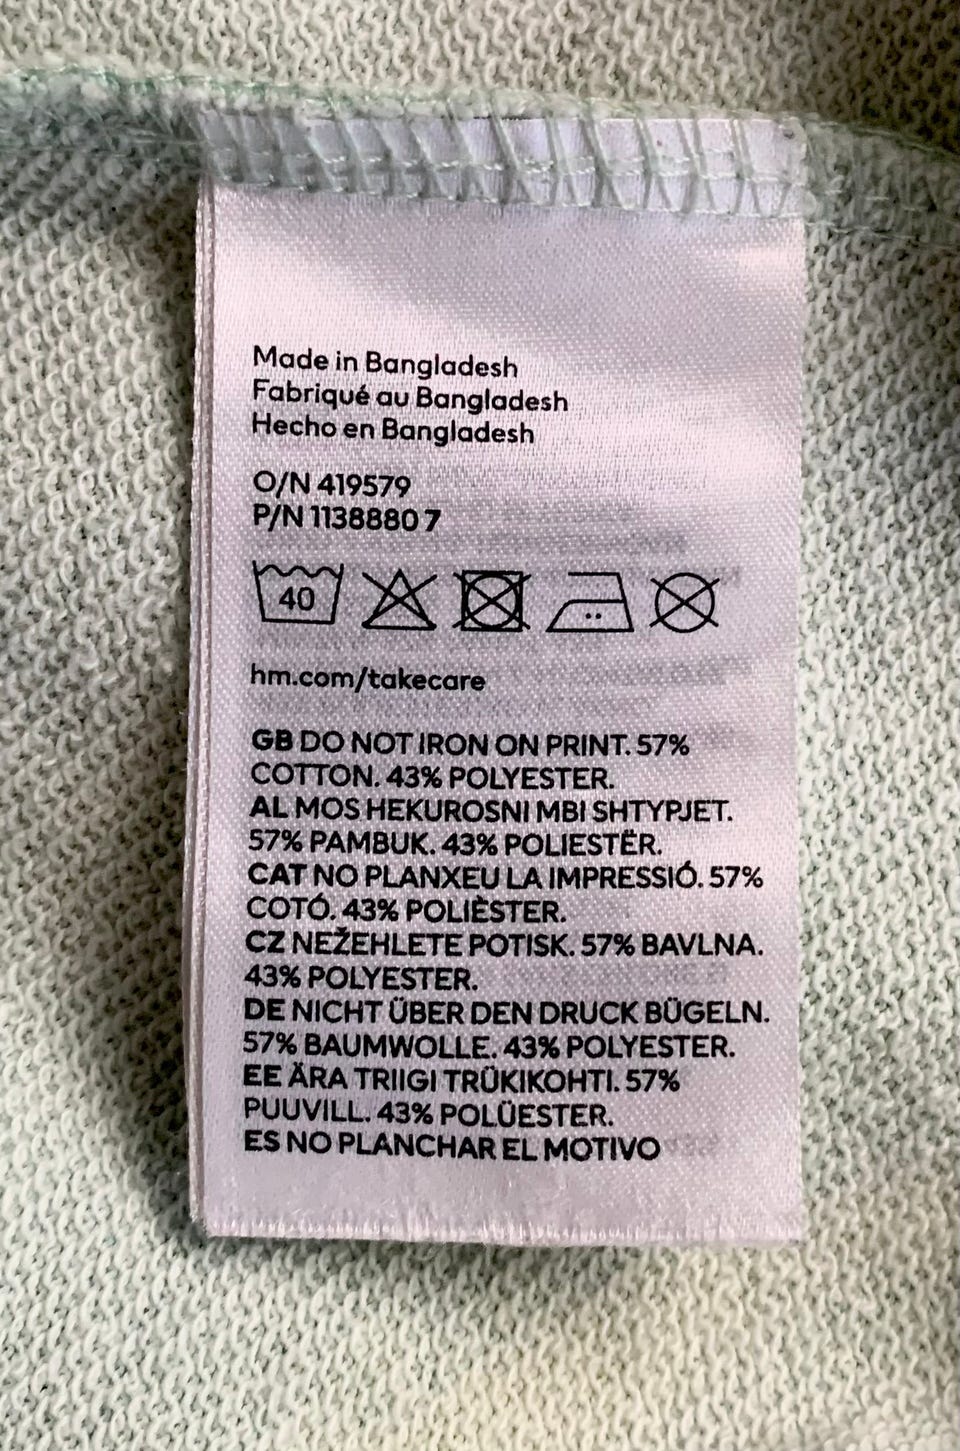 Made in Bangladesh
Fabriqué au Bangladesh
Hecho en Bangladesh
O/N 419579
P/N 1138880 7
40
hm.com/takecare
GB DO NOT IRON ON PRINT. 57%
COTTON. 43% POLYESTER.
AL MOS HEKUROSNI MBI SHTYPJET.
57% PAMBUK. 43% POLIESTËR.
CAT NO PLANXEU LA IMPRESSIÓ. 57%
COTÓ. 43% POLIÈSTER.
CZ NEŽEHLETE POTISK. 57% BAVLNA.
43% POLYESTER.
DE NICHT ÜBER DEN DRUCK BÜGELN.
57% BAUMWOLLE. 43% POLYESTER.
EE ÄRA TRIIGI TRÜKIKOHTI. 57%
PUUVILL. 43% POLÜESTER.
ES NO PLANCHAR EL MOTIVO